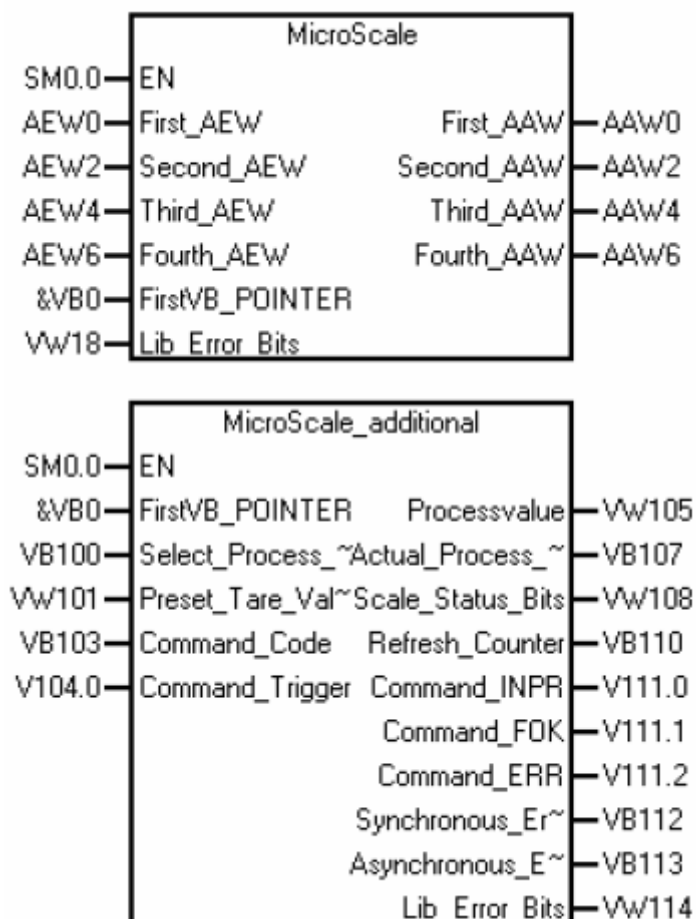 MicroScale
SM0.0 EN
AEW0 First_AEW First_AAW AAW0
AEW2 Second_AEW Second_AAW AAW2
AEW4 Third_AEW Third_AAW AAW4
AEW6 Fourth_AEW Fourth_AAW AAW6
&VB0 FirstVB_POINTER
VW18 Lib_Error_Bits
MicroScale_additional
SM0.0 EN
&VB0 FirstVB_POINTER Processvalue VW105
VB100 Select_Process_~ Actual_Process_~ VB107
VW101 Preset_Tare_Val~ Scale_Status_Bits VW108
VB103 Command_Code Refresh_Counter VB110
V104.0 Command_Trigger Command_INPR V111.0
Command_FOK V111.1
Command_ERR V111.2
Synchronous_Er~ VB112
Asynchronous_E~ VB113
Lib_Error_Bits VW114